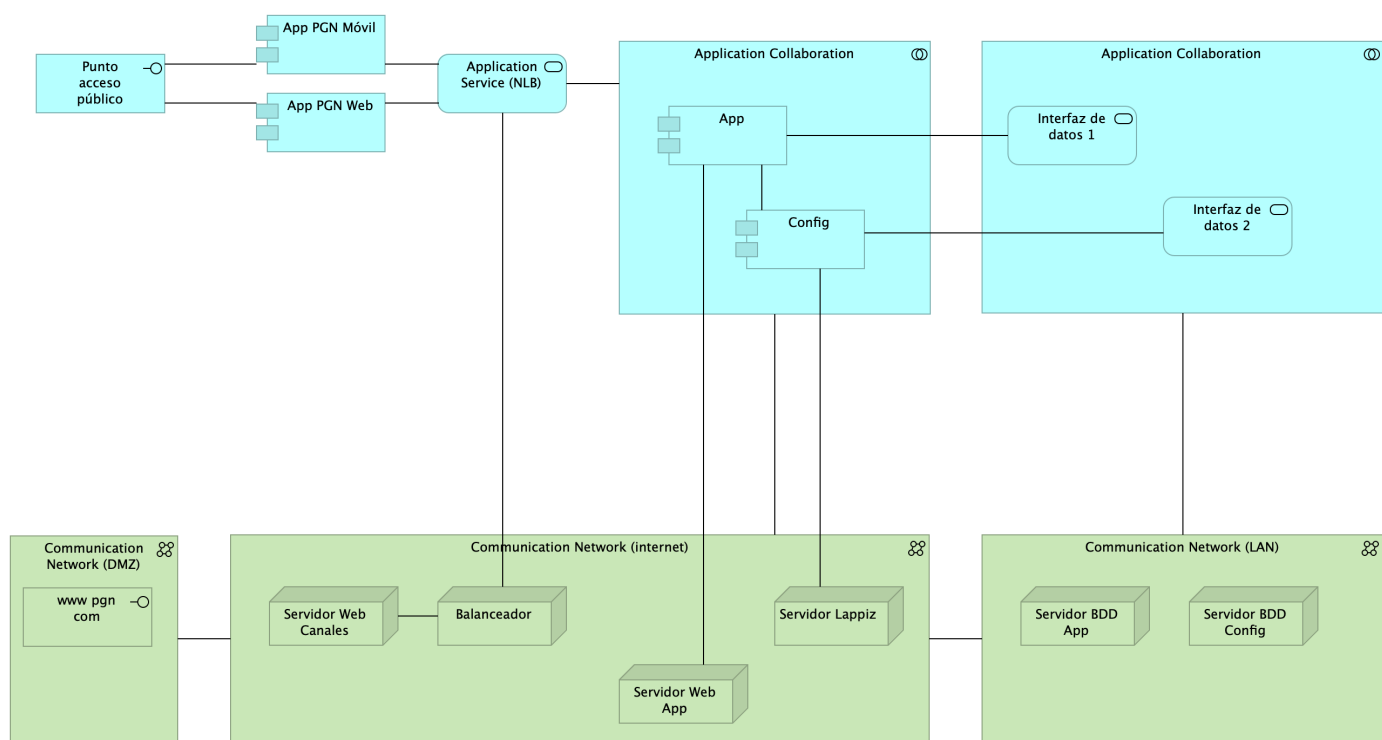 App PGN Móvil
Punto
acceso
público
App PGN Web
Application
Service (NLB)
Application Collaboration
App
Config
Application Collaboration
Interfaz de
datos 1
Interfaz de
datos 2
Communication
Network (DMZ)
www pgn
com
Communication Network (internet)
Servidor Web
Canales
Balanceador
Servidor Lappiz
Servidor Web
App
Communication Network (LAN)
Servidor BDD
App
Servidor BDD
Config